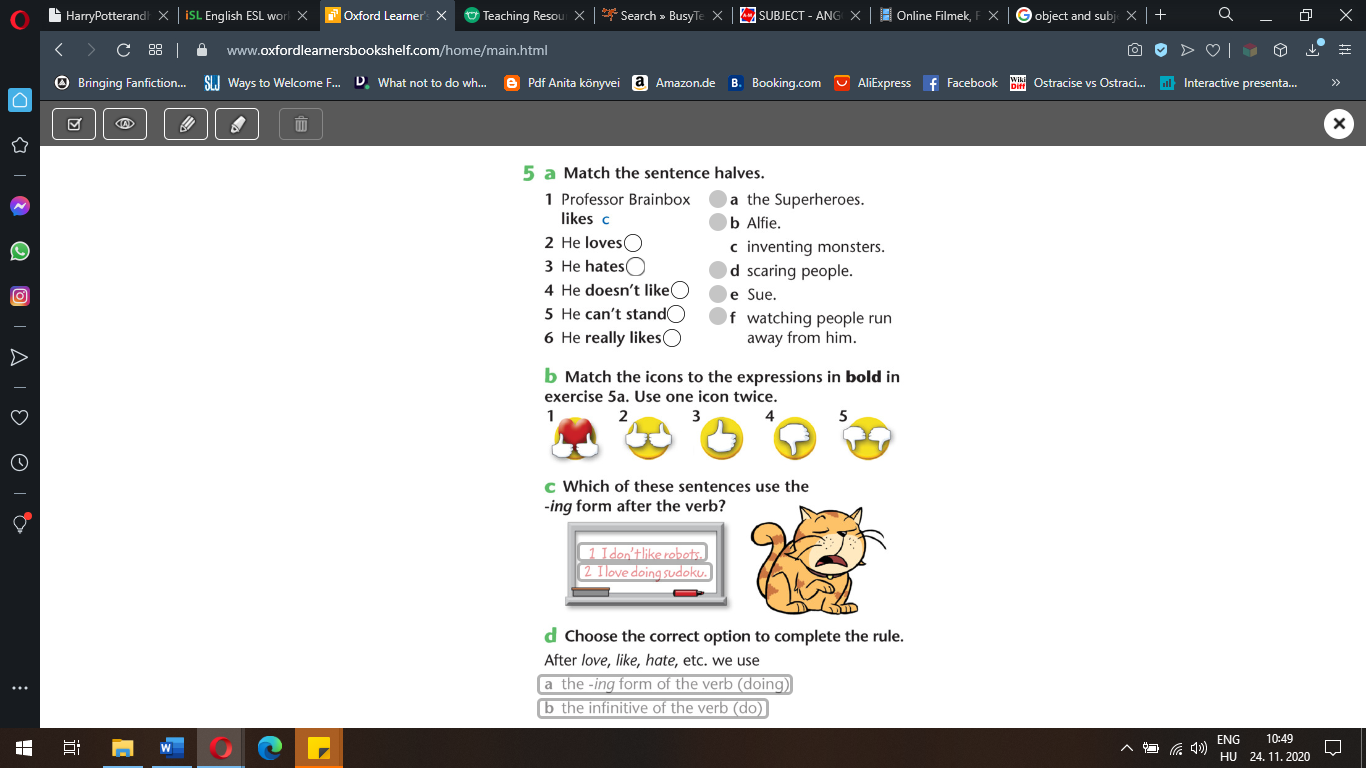 HarryPotterandH
iSL English ESL wor
Oxford Learner's
Teaching Resou
Search » BusyTe
SUBJECT - ANG
Online Filmek, F
object and subj
www.oxfordlearnersbookshelf.com/home/main.html
Bringing Fanfiction...
SLJ Ways to Welcome F...
D. What not to do wh...
Pdf Anita könyvei
a Amazon.de
B. Booking.com
AliExpress
Facebook
Wiki Diff Ostracise vs Ostraci...
Interactive presenta...
»
5 a Match the sentence halves.
1 Professor Brainbox
likes c
2 He loves
3 He hates
4 He doesn't like
5 He can't stand
6 He really likes
a the Superheroes.
b Alfie.
c inventing monsters.
d scaring people.
e Sue.
f watching people run
away from him.
b Match the icons to the expressions in bold in
exercise 5a. Use one icon twice.
1 2 3 4 5
c Which of these sentences use the
-ing form after the verb?
1 I don't like robots.
2 I love doing sudoku.
d Choose the correct option to complete the rule.
After love, like, hate, etc. we use
a the -ing form of the verb (doing)
b the infinitive of the verb (do)
ENG
HU
10:49
24. 11. 2020